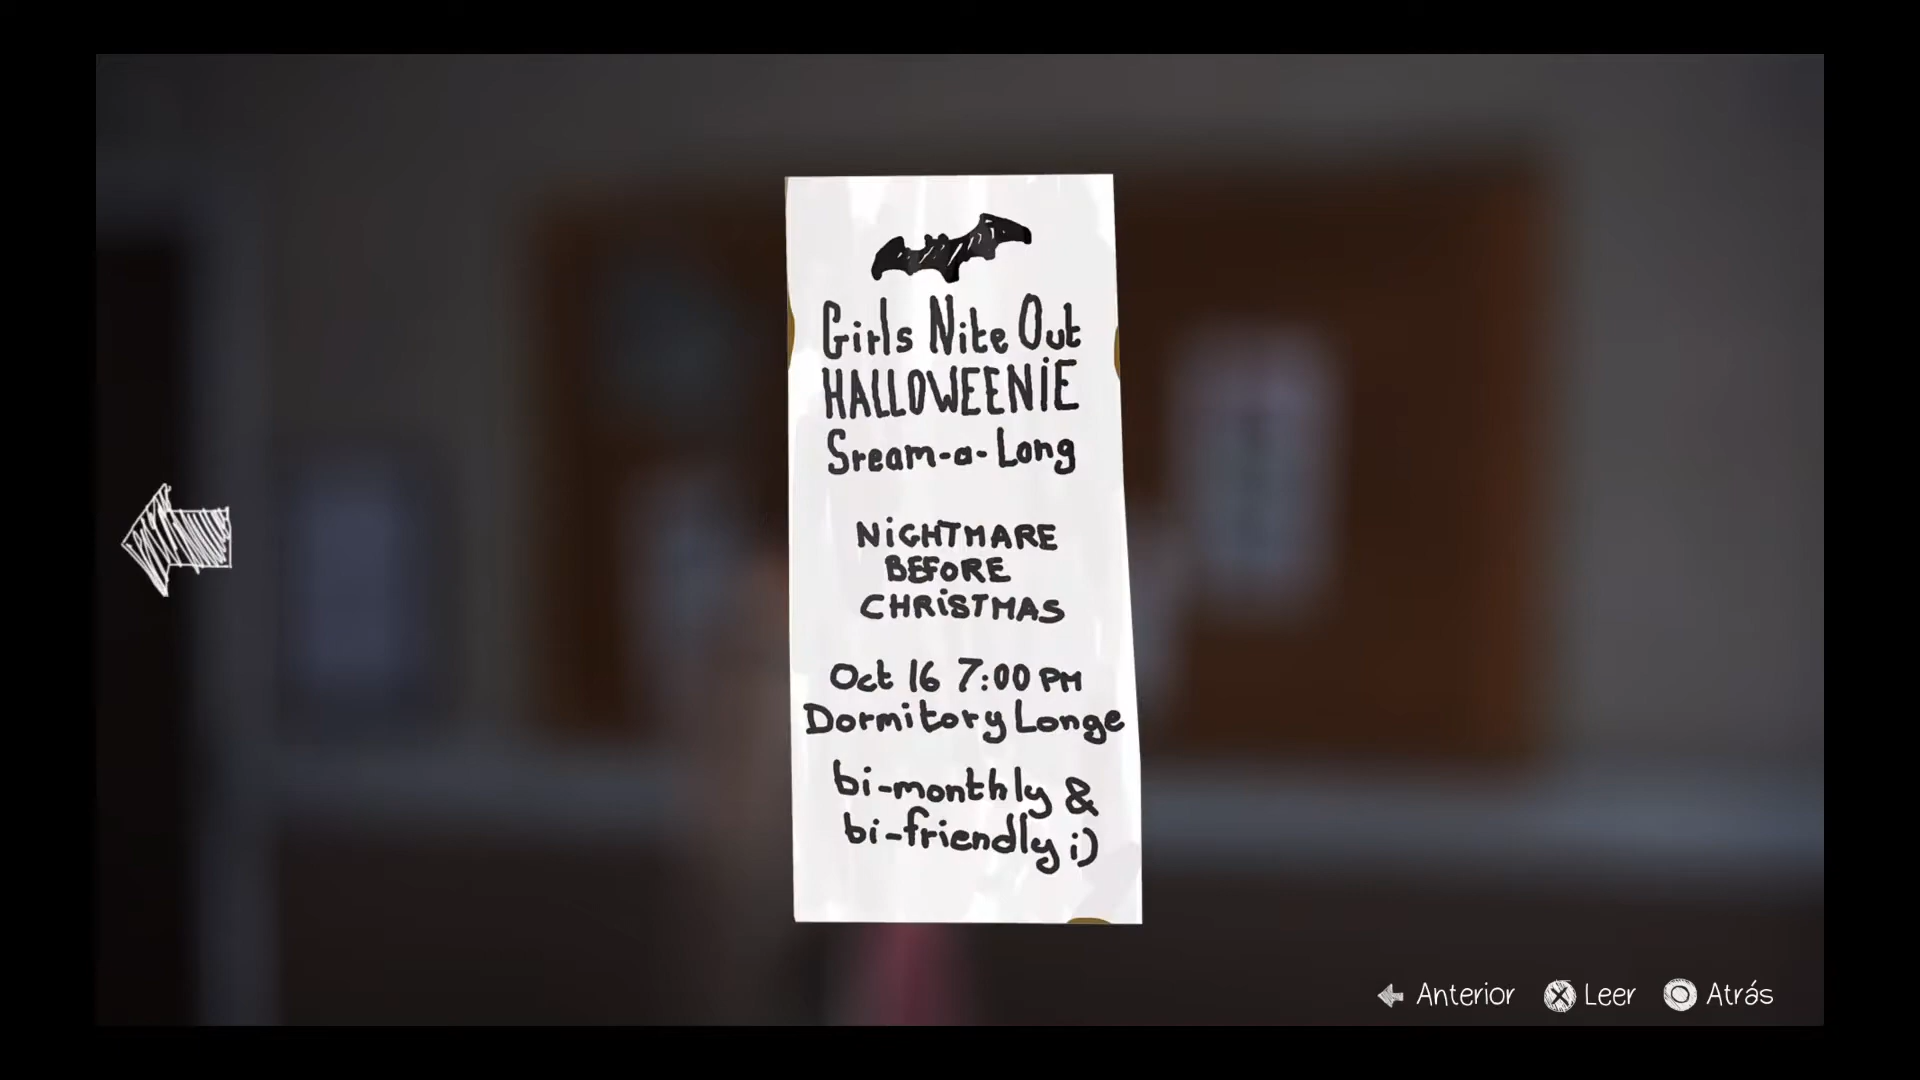 Girls Nite Out
HALLOWEENiE
Sream-a-Long
NiGHTMARE
BEFORE
CHRiSTMAS
Oct 16 7:00 PM
Dormitory Longe
bi-monthly &
bi-friendly ;)
Anterior Leer Atrás